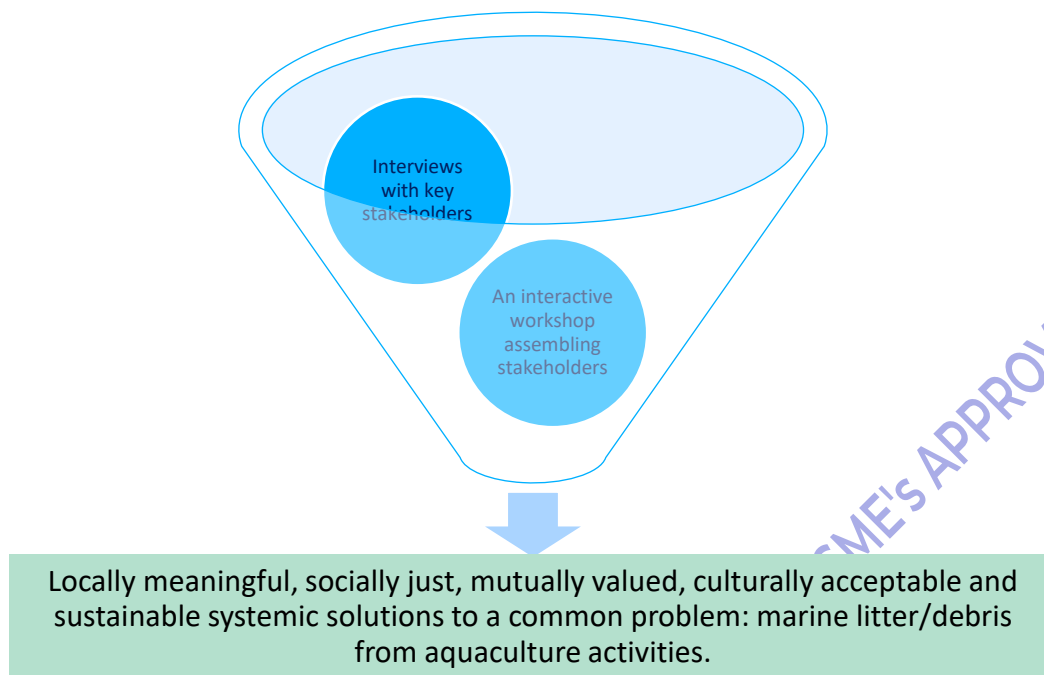 Interviews
with key
stakeholders
An interactive
workshop
assembling
stakeholders
SME's APPROV
Locally meaningful, socially just, mutually valued, culturally acceptable and
sustainable systemic solutions to a common problem: marine litter/debris
from aquaculture activities.